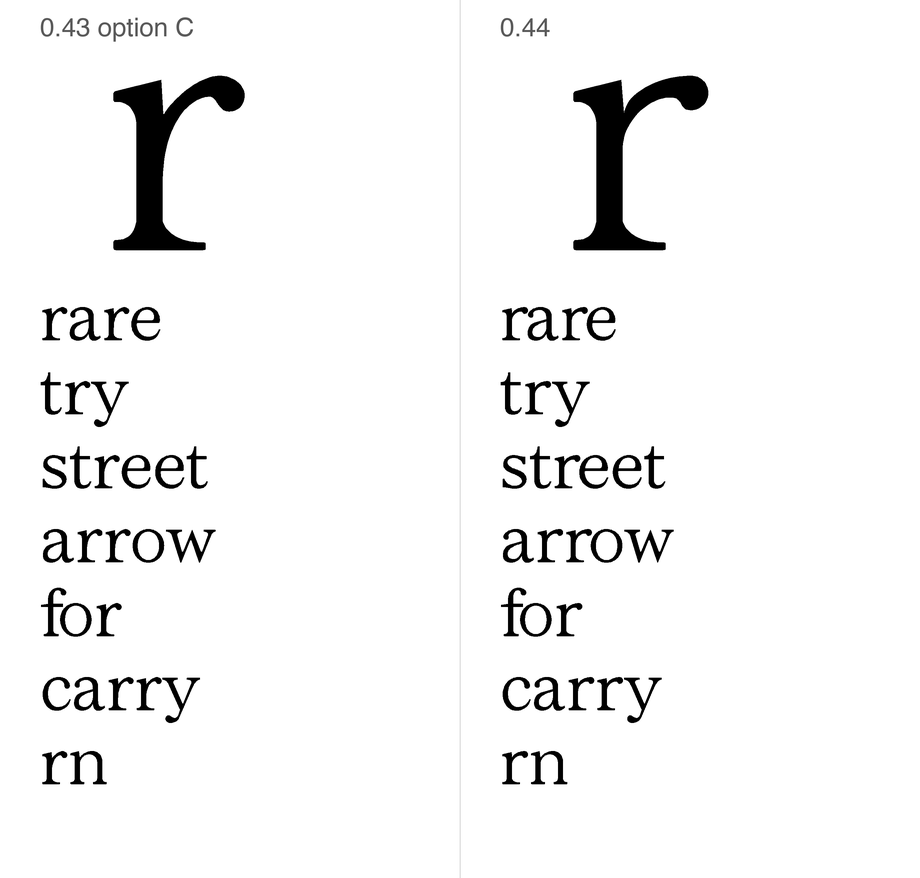 0.43 option C
r
rare
try
street
arrow
for
carry
rn
0.44
r
rare
try
street
arrow
for
carry
rn